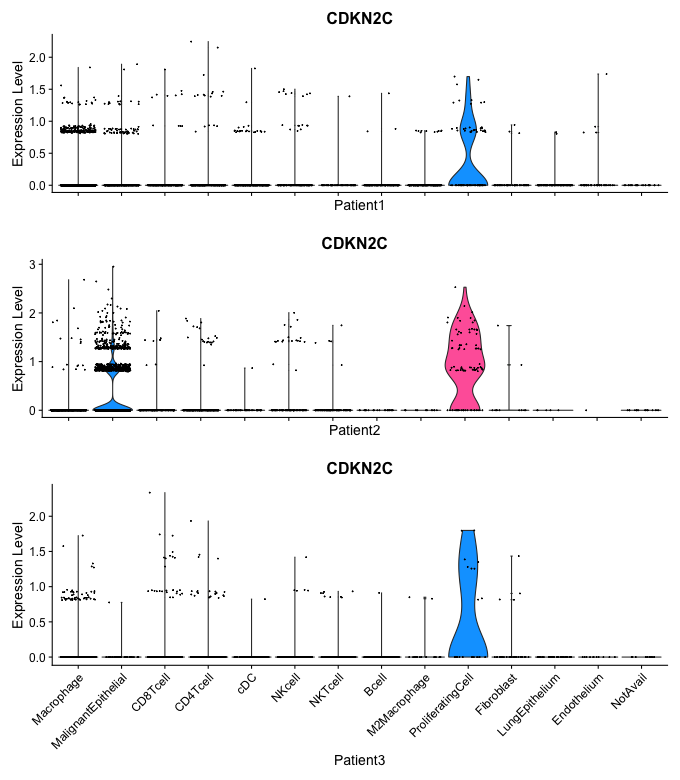 CDKN2C
Expression Level
2.0
1.5
1.0
0.5
0.0
Patient1
CDKN2C
Expression Level
3
2
1
0
Patient2
CDKN2C
Expression Level
2.0
1.5
1.0
0.5
0.0
Macrophage
MalignantEpithelial
CD8Tcell
CD4Tcell
cDC
NKcell
NKTcell
Bcell
M2Macrophage
ProliferatingCell
Fibroblast
LungEpithelium
Endothelium
NotAvail
Patient3